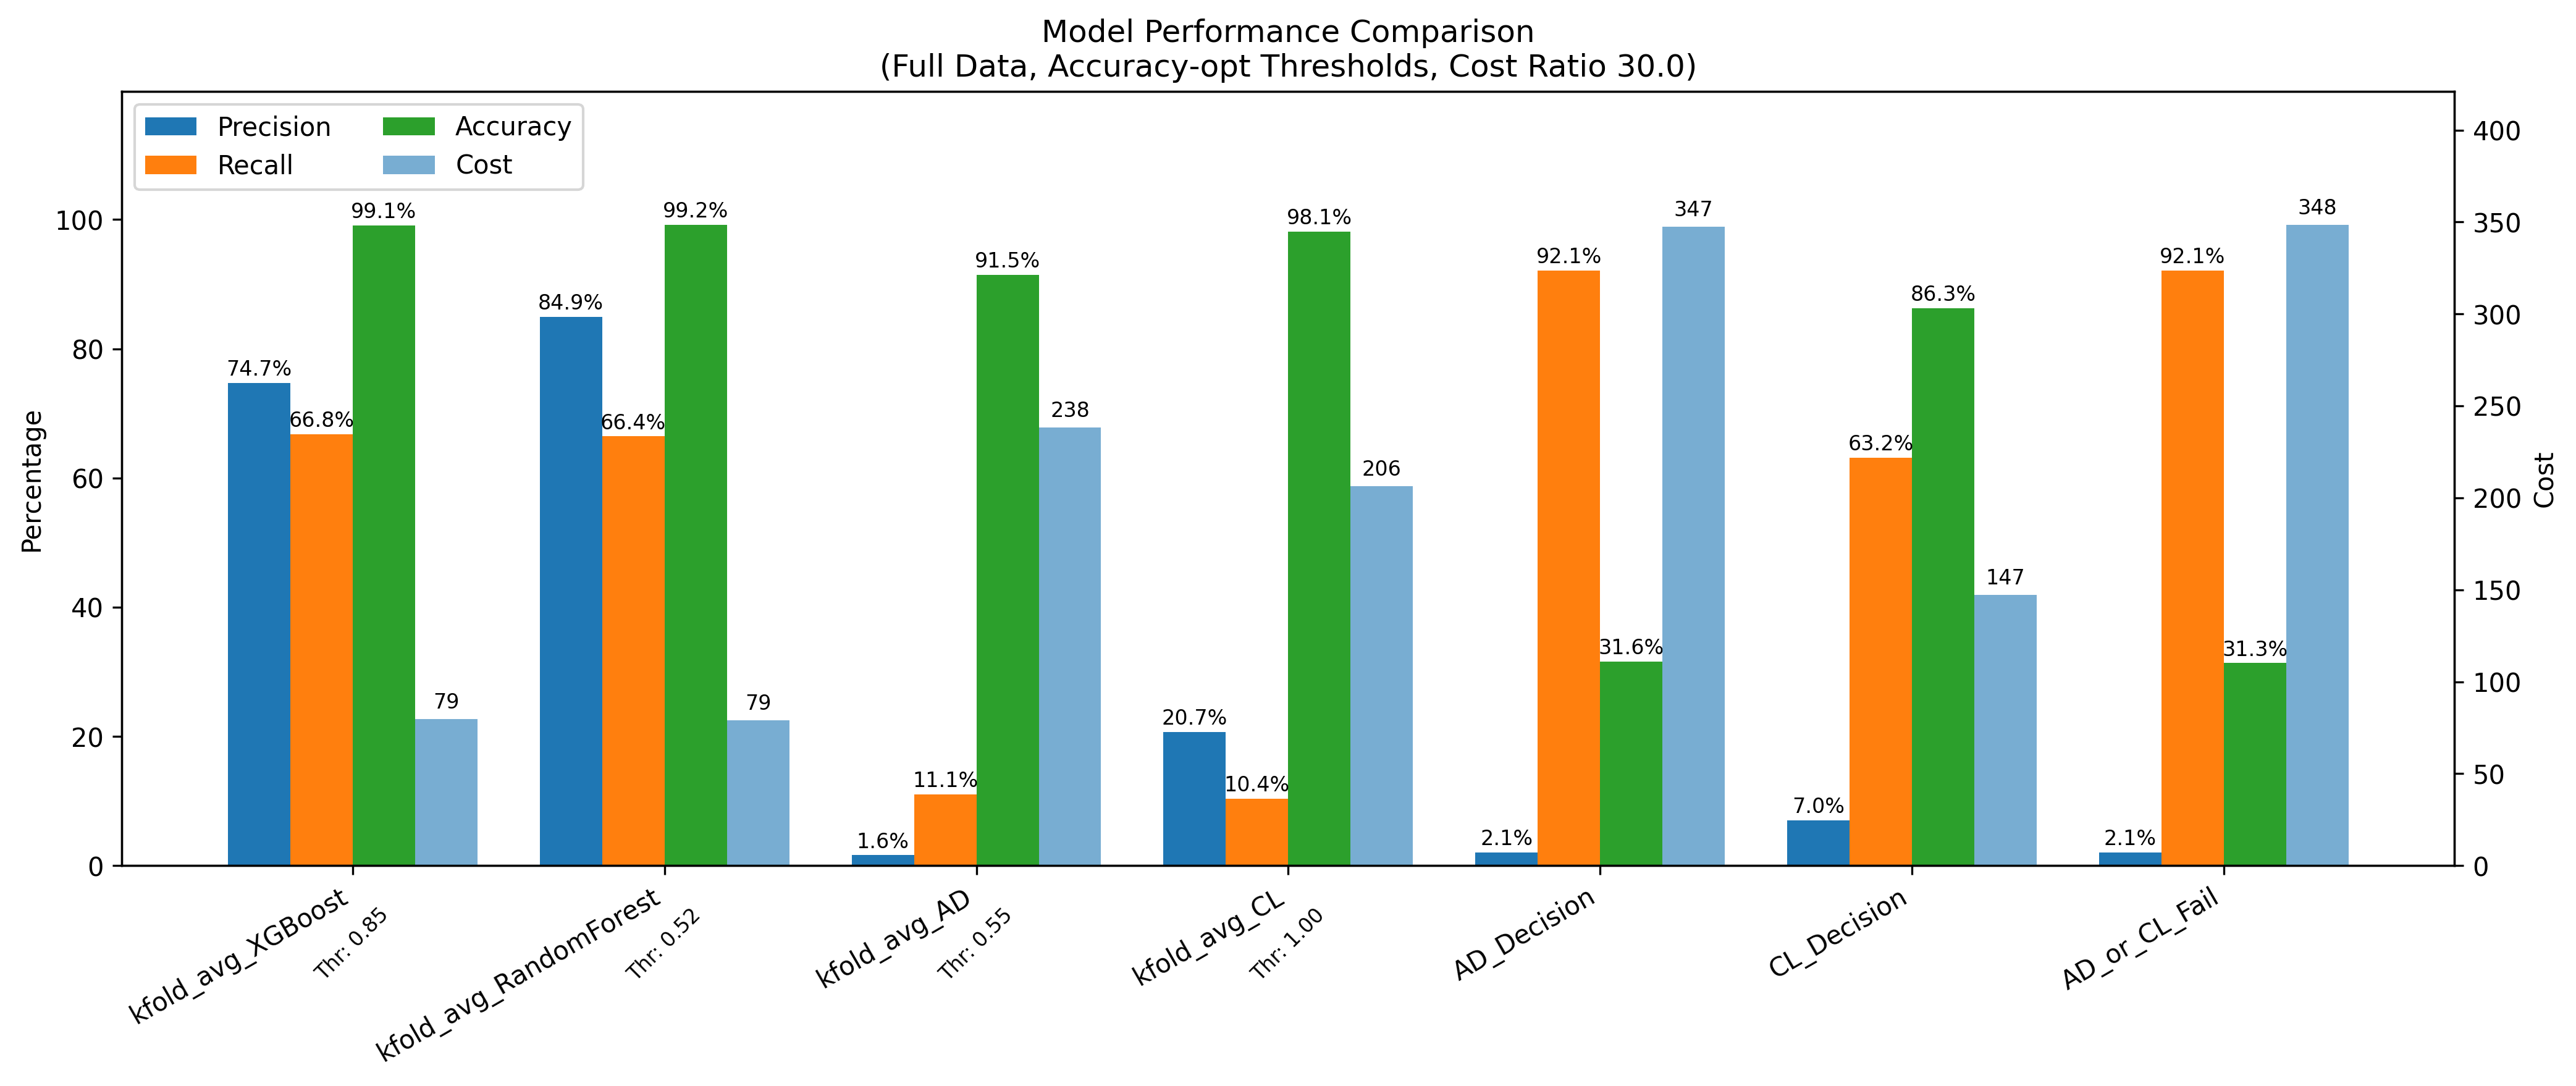 Model Performance Comparison
(Full Data, Accuracy-opt Thresholds, Cost Ratio 30.0)
Precision
Recall
Accuracy
Cost
Percentage
100
80
60
40
20
0
400
350
300
250
200
150
100
50
0
Cost
74.7%
66.8%
99.1%
79
84.9%
66.4%
99.2%
79
1.6%
11.1%
91.5%
238
20.7%
10.4%
98.1%
206
2.1%
92.1%
31.6%
347
7.0%
63.2%
86.3%
147
2.1%
92.1%
31.3%
348
kfold_avg_XGBoost
Thr: 0.85
kfold_avg_RandomForest
Thr: 0.52
kfold_avg_AD
Thr: 0.55
kfold_avg_CL
Thr: 1.00
AD_Decision
CL_Decision
AD_or_CL_Fail